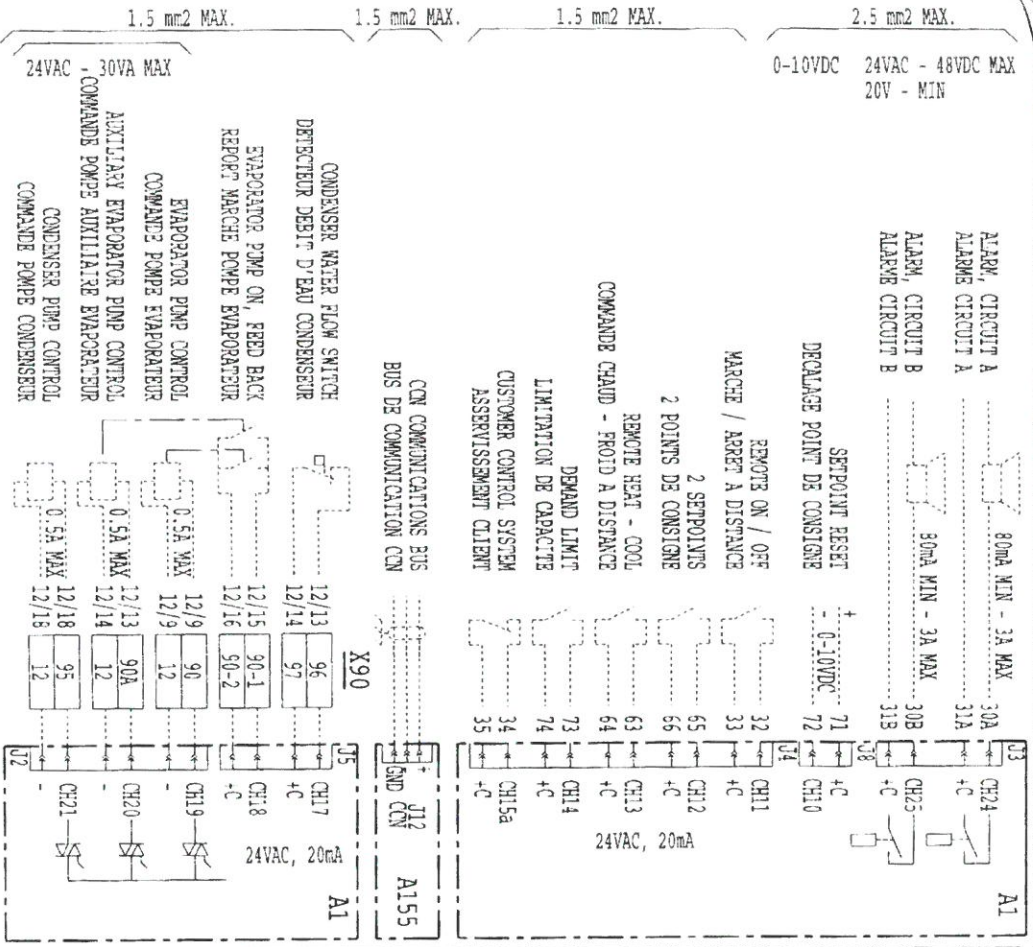 1.5 mm2 MAX.
1.5 mm2 MAX.
1.5 mm2 MAX.
2.5 mm2 MAX.
24VAC - 30VA MAX
0-10VDC
24VAC - 48VDC MAX
20V - MIN
ALARM, CIRCUIT A
ALARME CIRCUIT A
ALARM, CIRCUIT B
ALARME CIRCUIT B
80mA MIN - 3A MAX
80mA MIN - 3A MAX
30A
31A
30B
31B
J3
CH24
+C
CH25
+C
A1
SETPOINT RESET
DECALAGE POINT DE CONSIGNE
+
- 0-10VDC
71
72
J8
+C
CH10
REMOTE ON / OFF
MARCHE / ARRET A DISTANCE
2 SETPOINTS
2 POINTS DE CONSIGNE
REMOTE HEAT - COOL
COMMANDE CHAUD - FROID A DISTANCE
DEMAND LIMIT
LIMITATION DE CAPACITE
CUSTOMER CONTROL SYSTEM
ASSERVISSEMENT CLIENT
32
33
65
66
63
64
73
74
34
35
J4
CH11
+C
CH12
+C
CH13
+C
CH14
+C
CH15a
+C
24VAC, 20mA
CCN COMMUNICATIONS BUS
BUS DE COMMUNICATION CCN
+
-
GND
J12
CCN
A155
CONDENSER WATER FLOW SWITCH
DETECTEUR DEBIT D'EAU CONDENSEUR
EVAPORATOR PUMP ON, FEED BACK
REPORT MARCHE POMPE EVAPORATEUR
EVAPORATOR PUMP CONTROL
COMMANDE POMPE EVAPORATEUR
AUXILIARY EVAPORATOR PUMP CONTROL
COMMANDE POMPE AUXILIAIRE EVAPORATEUR
CONDENSER PUMP CONTROL
COMMANDE POMPE CONDENSEUR
0.5A MAX
0.5A MAX
0.5A MAX
X90
12/13 96
12/14 97
12/15 90-1
12/16 90-2
12/9 90
12/9 12
12/13 90A
12/14 12
12/18 95
12/18 12
J5
CH17
+C
CH18
+C
J2
CH19
-
CH20
-
CH21
-
24VAC, 20mA
A1